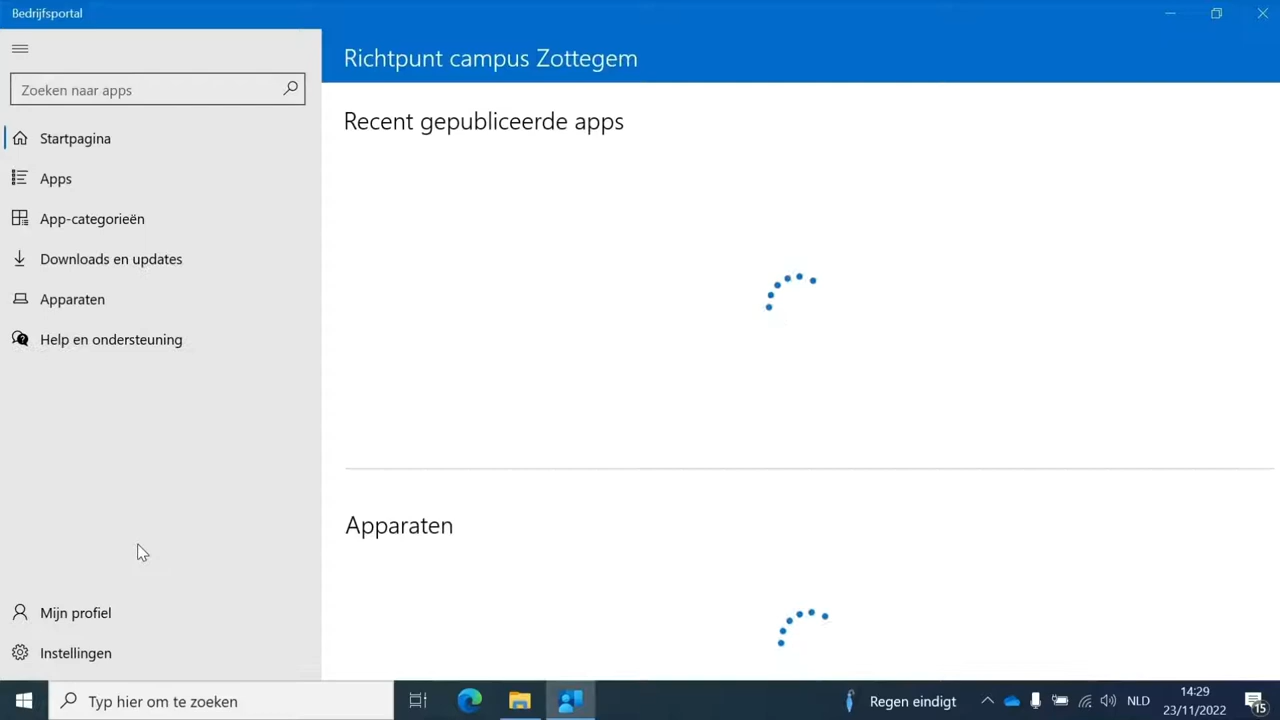 Bedrijfsportal
Richtpunt campus Zottegem
Zoeken naar apps
Recent gepubliceerde apps
Startpagina
Apps
App-categorieën
Downloads en updates
Apparaten
Help en ondersteuning
Apparaten
Mijn profiel
Instellingen
Typ hier om te zoeken
Regen eindigt
NLD
14:29
23/11/2022
15